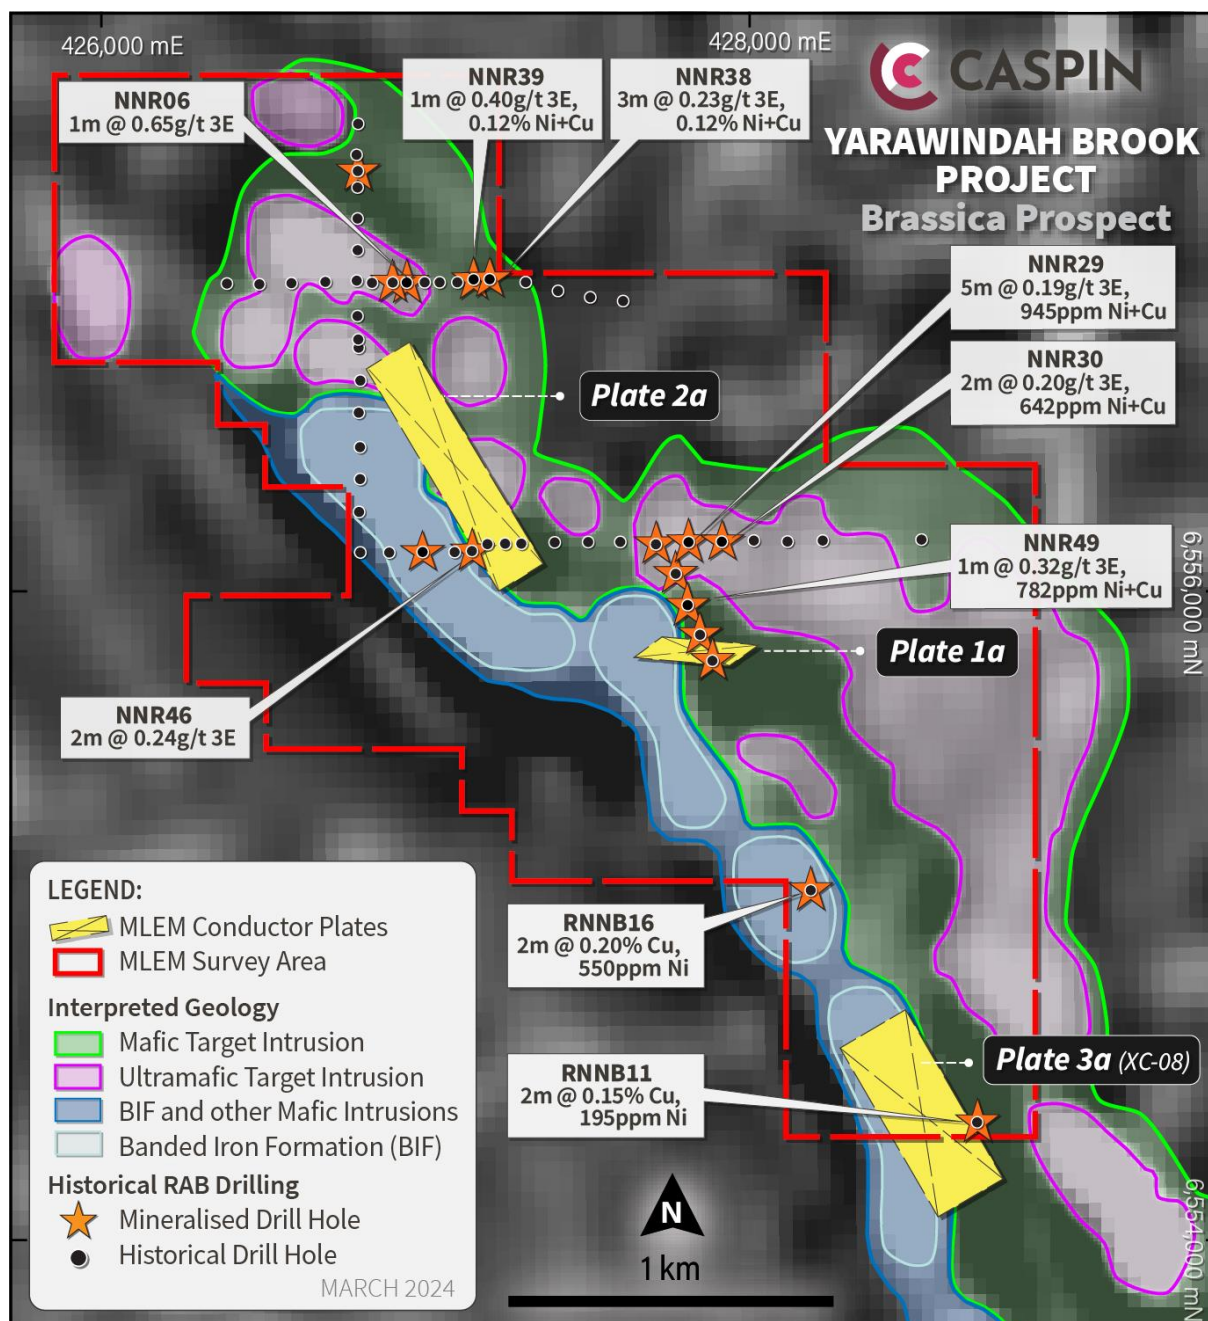 426,000 mE
428,000 mE
CASPIN
YARAWINDAH BROOK
PROJECT
Brassica Prospect
NNR06
1m @ 0.65g/t 3E
NNR39
1m @ 0.40g/t 3E,
0.12% Ni+Cu
NNR38
3m @ 0.23g/t 3E,
0.12% Ni+Cu
NNR29
5m @ 0.19g/t 3E,
945ppm Ni+Cu
NNR30
2m @ 0.20g/t 3E,
642ppm Ni+Cu
Plate 2a
NNR49
1m @ 0.32g/t 3E,
782ppm Ni+Cu
6,556,000 mN
Plate 1a
NNR46
2m @ 0.24g/t 3E
RNNB16
2m @ 0.20% Cu,
550ppm Ni
Plate 3a (XC-08)
RNNB11
2m @ 0.15% Cu,
195ppm Ni
6,554,000 mN
LEGEND:
MLEM Conductor Plates
MLEM Survey Area
Interpreted Geology
Mafic Target Intrusion
Ultramafic Target Intrusion
BIF and other Mafic Intrusions
Banded Iron Formation (BIF)
Historical RAB Drilling
Mineralised Drill Hole
Historical Drill Hole
MARCH 2024
N
1 km